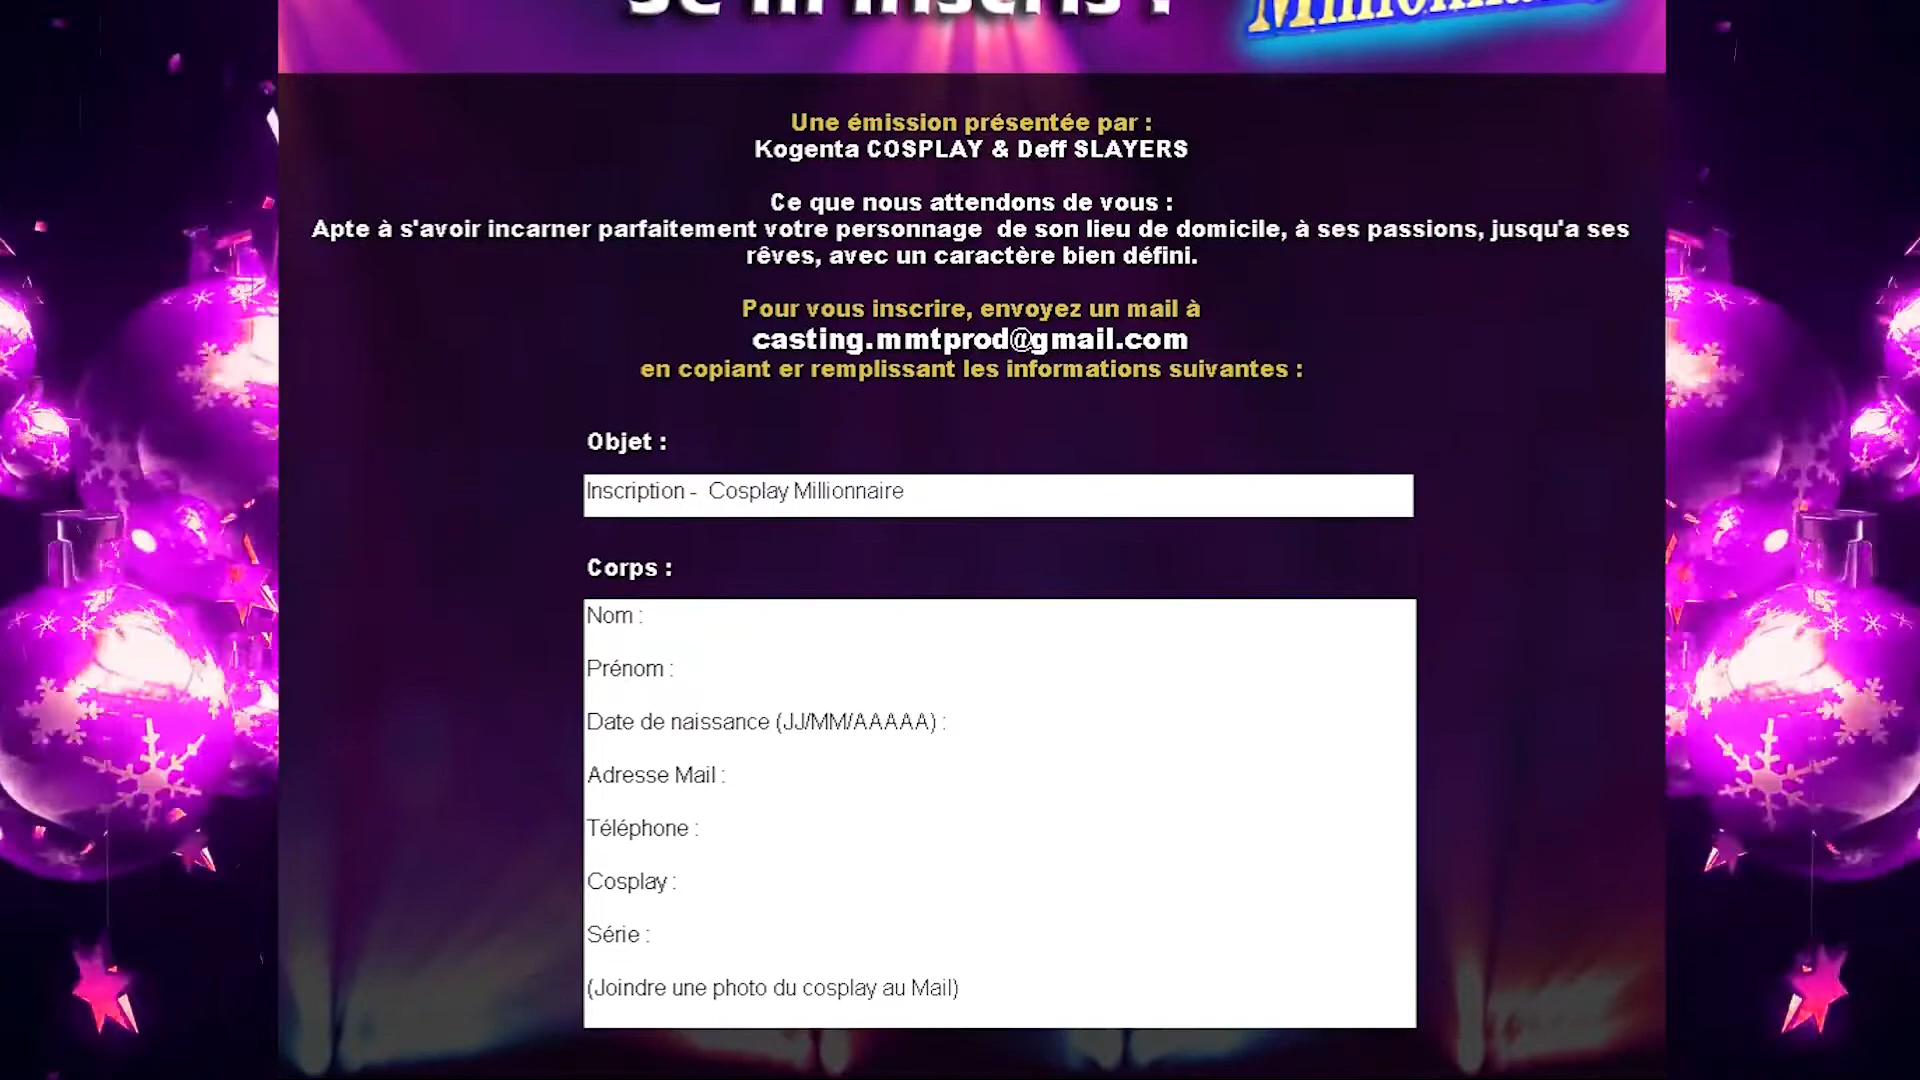 Je m'inscris !
Millionnaire
Une émission présentée par :
Kogenta COSPLAY & Deff SLAYERS
Ce que nous attendons de vous :
Apte à s'avoir incarner parfaitement votre personnage  de son lieu de domicile, à ses passions, jusqu'a ses
rêves, avec un caractère bien défini.
Pour vous inscrire, envoyez un mail à
casting.mmtprod@gmail.com
en copiant er remplissant les informations suivantes :
Objet :
Inscription -  Cosplay Millionnaire
Corps :
Nom :
Prénom :
Date de naissance (JJ/MM/AAAAA) :
Adresse Mail :
Téléphone :
Cosplay :
Série :
(Joindre une photo du cosplay au Mail)